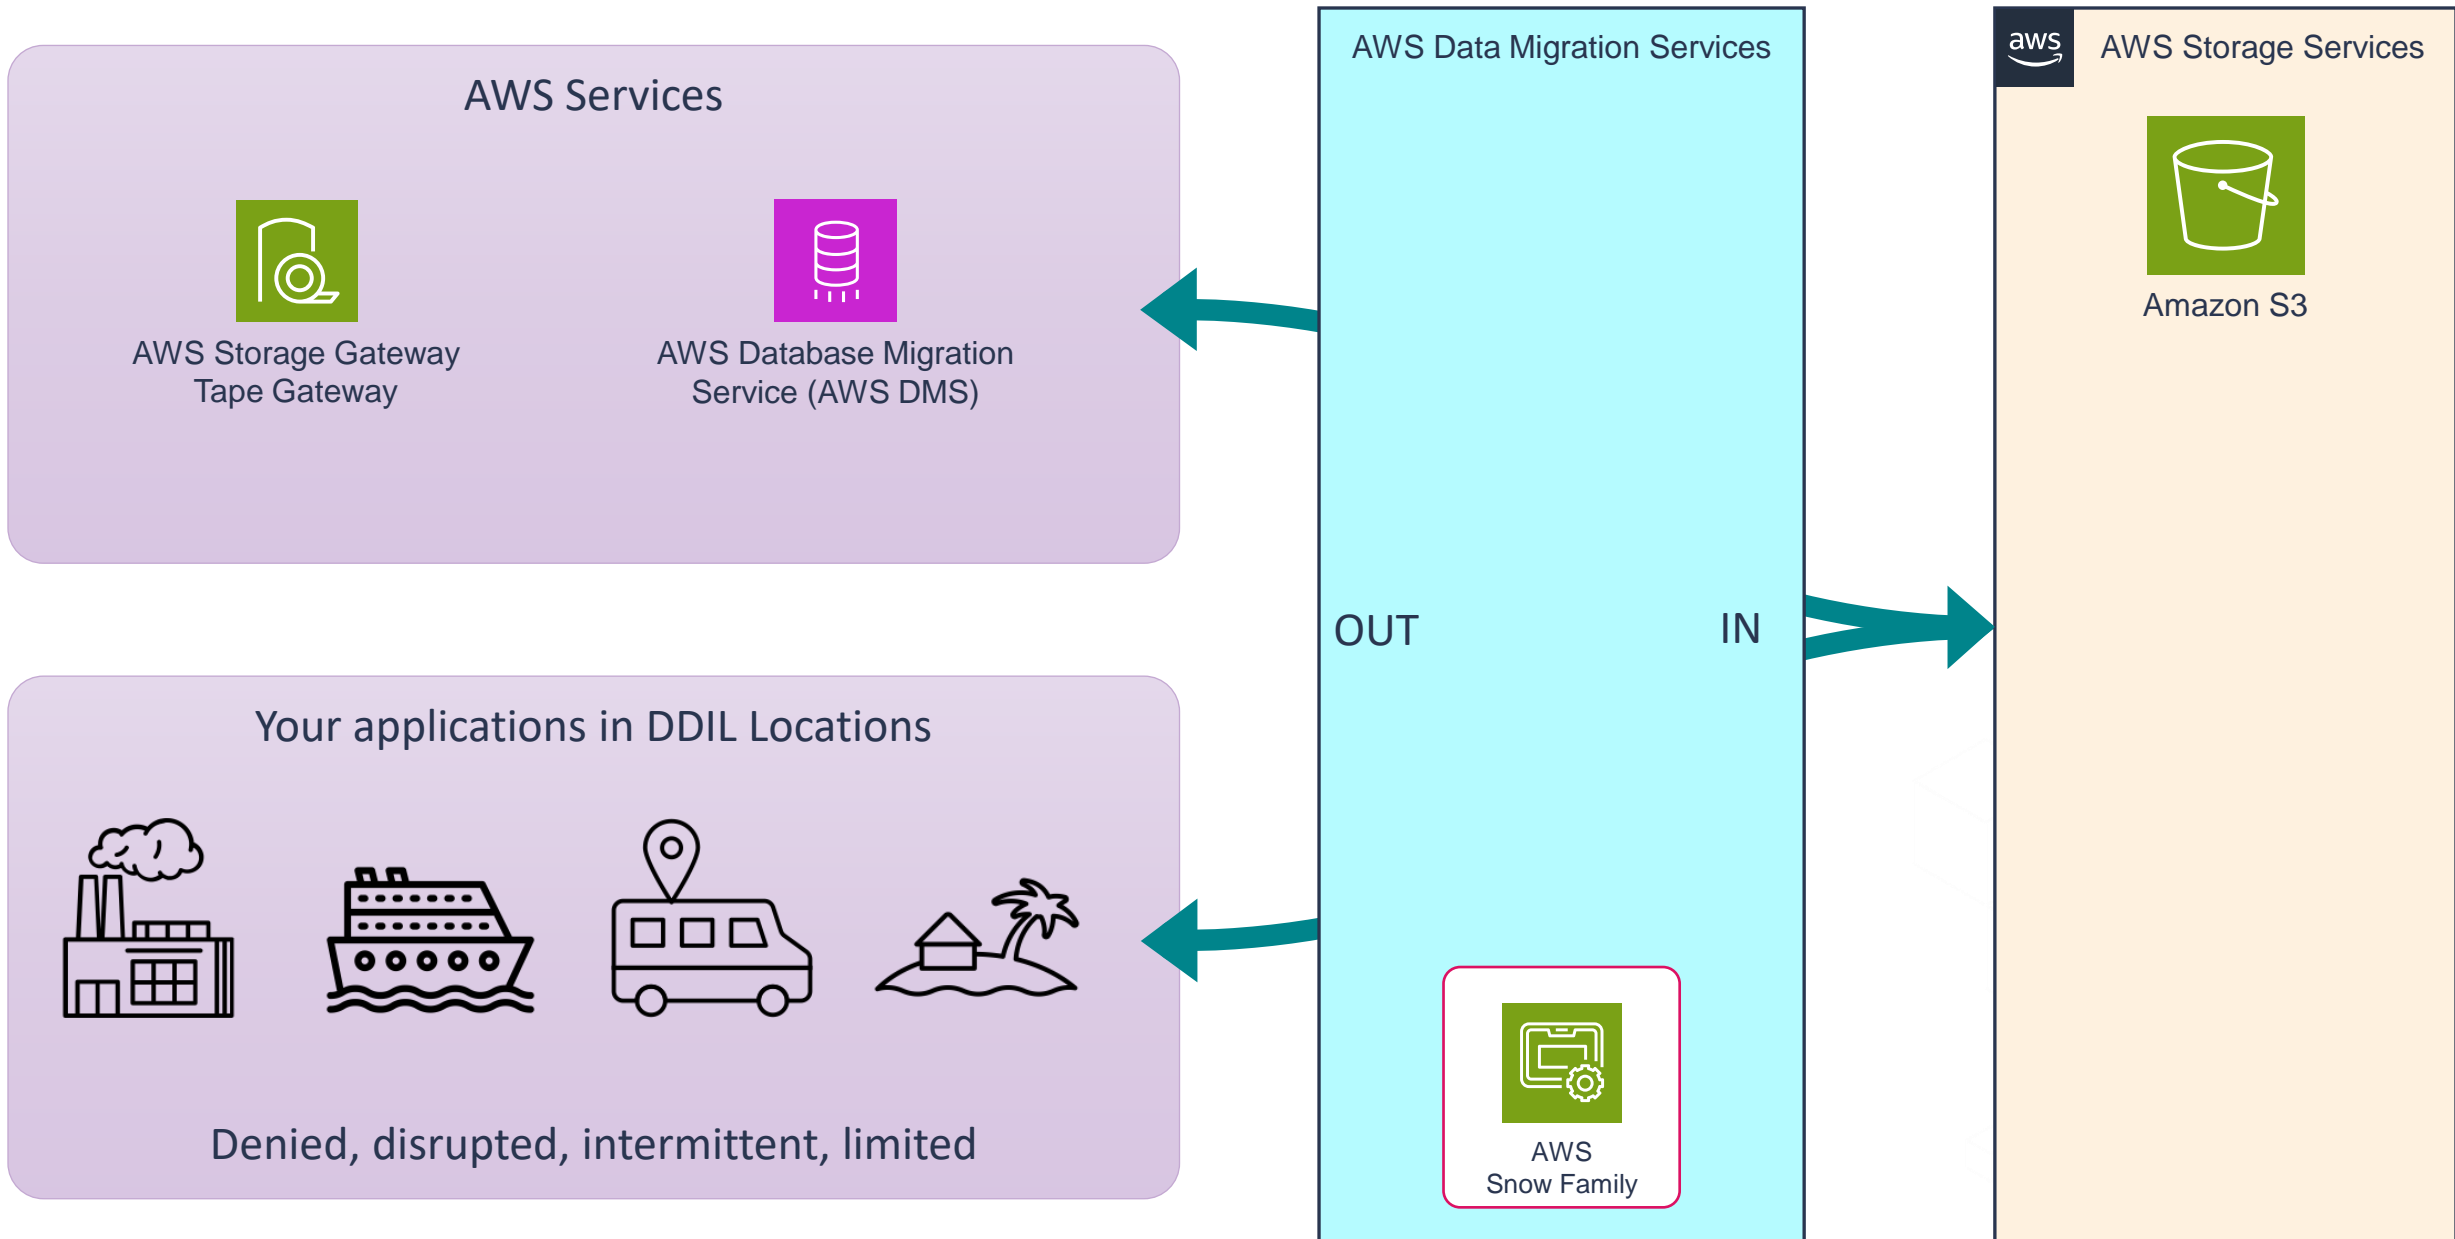 AWS Services
AWS Storage Gateway
Tape Gateway
AWS Database Migration
Service (AWS DMS)
Your applications in DDIL Locations
Denied, disrupted, intermittent, limited
AWS Data Migration Services
OUT
IN
AWS
Snow Family
aws
AWS Storage Services
Amazon S3